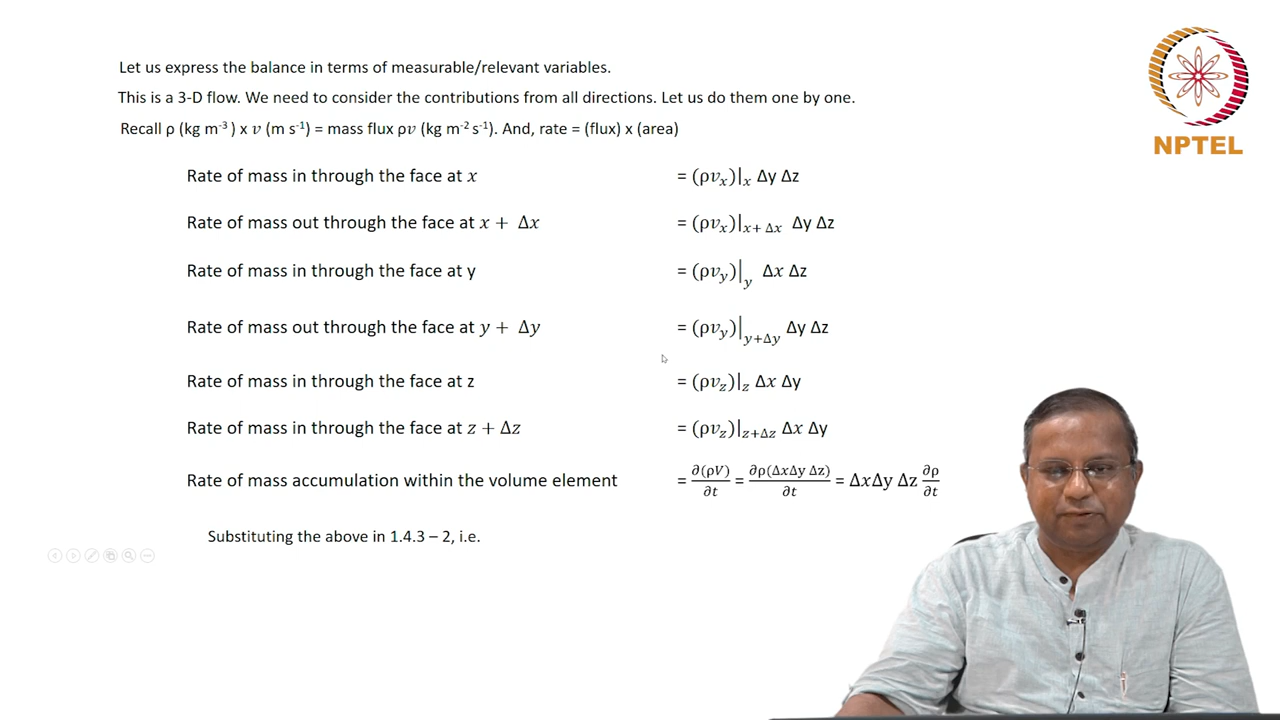 Let us express the balance in terms of measurable/relevant variables.
This is a 3-D flow. We need to consider the contributions from all directions. Let us do them one by one.
Recall ρ (kg m⁻³ ) x 𝑣 (m s⁻¹) = mass flux ρ𝑣 (kg m⁻² s⁻¹). And, rate = (flux) x (area)
NPTEL
Rate of mass in through the face at 𝑥 = (ρ𝑣ₓ)|ₓ Δy Δz
Rate of mass out through the face at 𝑥 + Δ𝑥 = (ρ𝑣ₓ)|_{𝑥+ Δ𝑥} Δy Δz
Rate of mass in through the face at y = (ρ𝑣_𝑦)|_𝑦 Δ𝑥 Δz
Rate of mass out through the face at 𝑦 + Δ𝑦 = (ρ𝑣_𝑦)|_{𝑦+Δ𝑦} Δy Δz
Rate of mass in through the face at z = (ρ𝑣_𝑧)|_𝑧 Δ𝑥 Δy
Rate of mass in through the face at 𝑧 + Δ𝑧 = (ρ𝑣_𝑧)|_{𝑧+Δ𝑧} Δ𝑥 Δy
Rate of mass accumulation within the volume element = ∂(ρ𝑉)/∂𝑡 = ∂ρ(Δ𝑥Δy Δz)/∂𝑡 = Δ𝑥Δy Δz ∂ρ/∂𝑡
Substituting the above in 1.4.3 – 2, i.e.